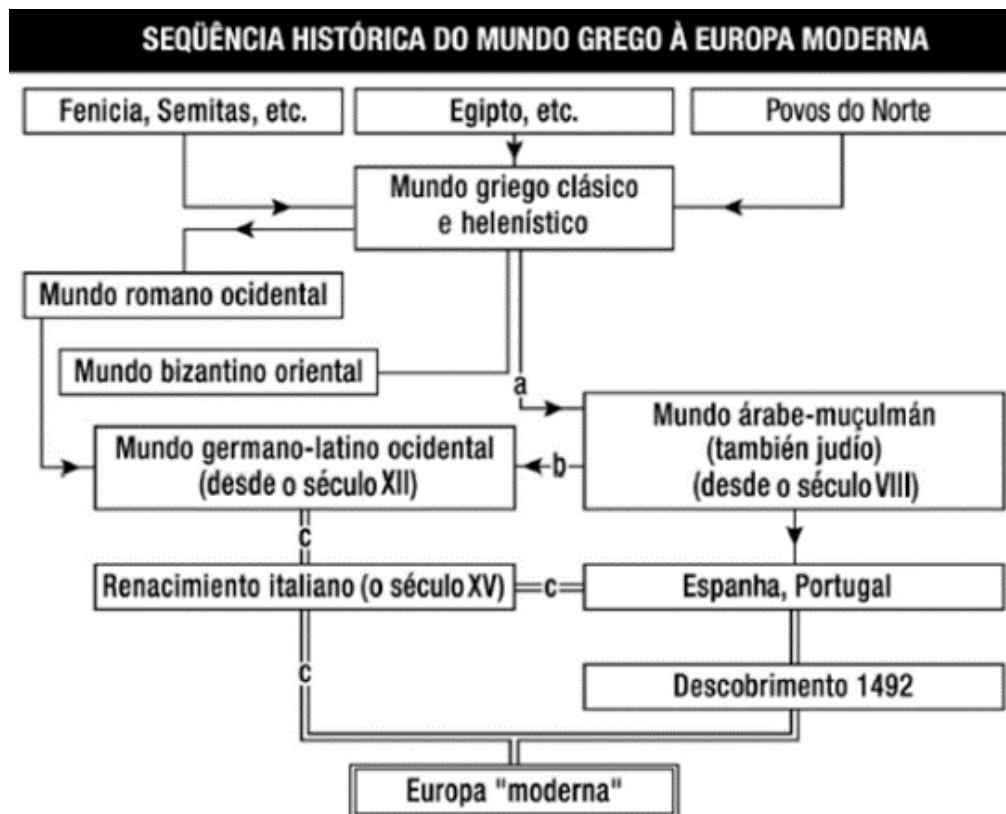 SEQÜÊNCIA HISTÓRICA DO MUNDO GREGO À EUROPA MODERNA
Fenicia, Semitas, etc.
Egipto, etc.
Povos do Norte
Mundo griego clásico
e helenístico
Mundo romano ocidental
Mundo bizantino oriental
a
Mundo árabe-muçulmán
(también judío)
(desde o século VIII)
Mundo germano-latino ocidental
(desde o século XII)
b
c
Renacimiento italiano (o século XV)
c
Espanha, Portugal
c
Descobrimento 1492
Europa "moderna"